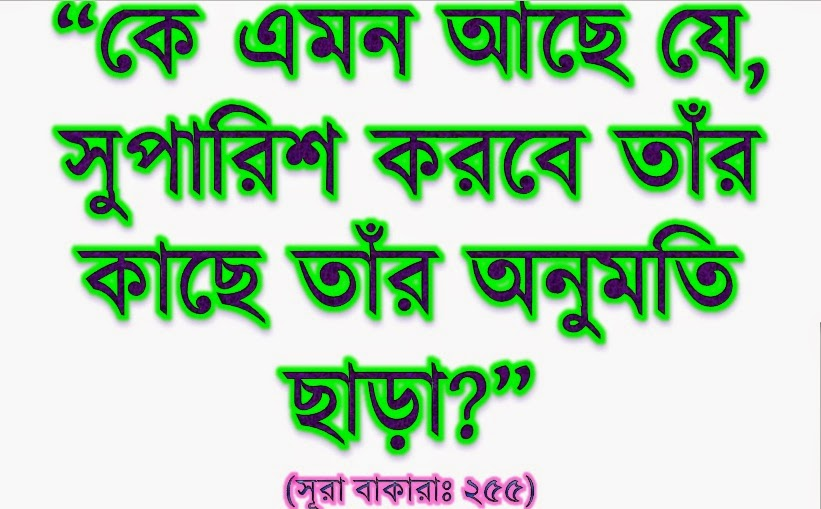 “কে এমন আছে যে,
সুপারিশ করবে তাঁর
কাছে তাঁর অনুমতি
ছাড়া?”
(সূরা বাকারাঃ ২৫৫)